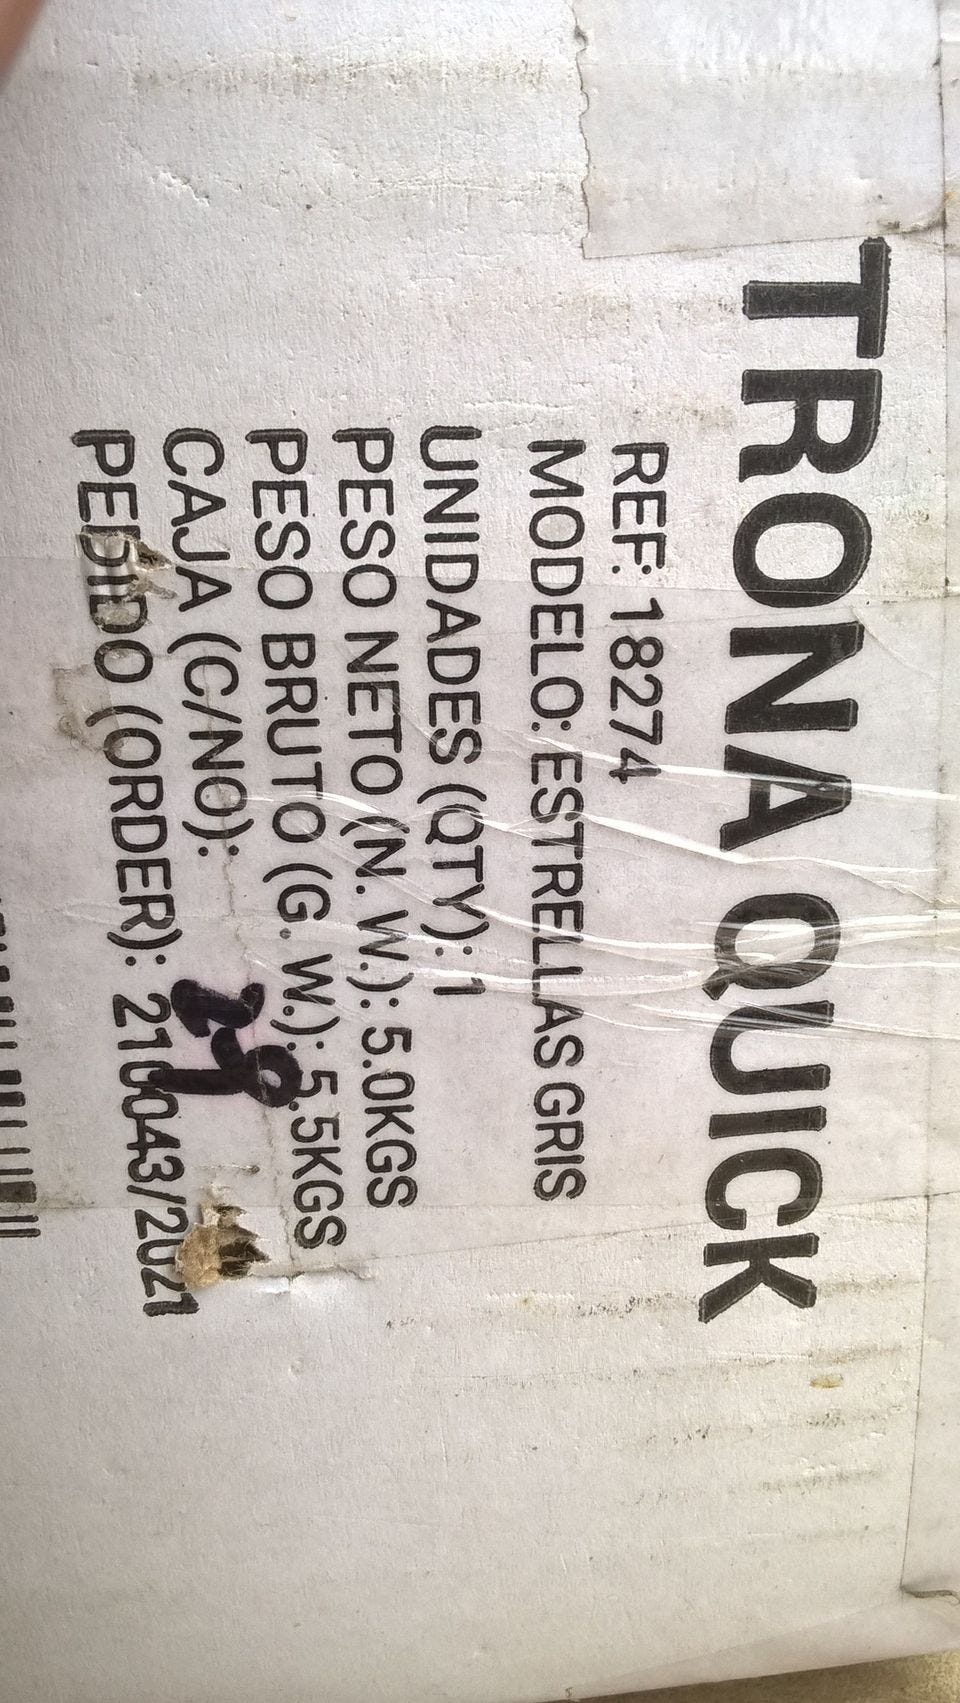 TRONA QUICK
REF: 18274
MODELO: ESTRELLAS GRIS
UNIDADES (QTY): 1
PESO NETO (N. W.): 5.0KGS
PESO BRUTO (G. W.): 5.5KGS
CAJA (C/NO):
PEDIDO (ORDER): 210043/2021